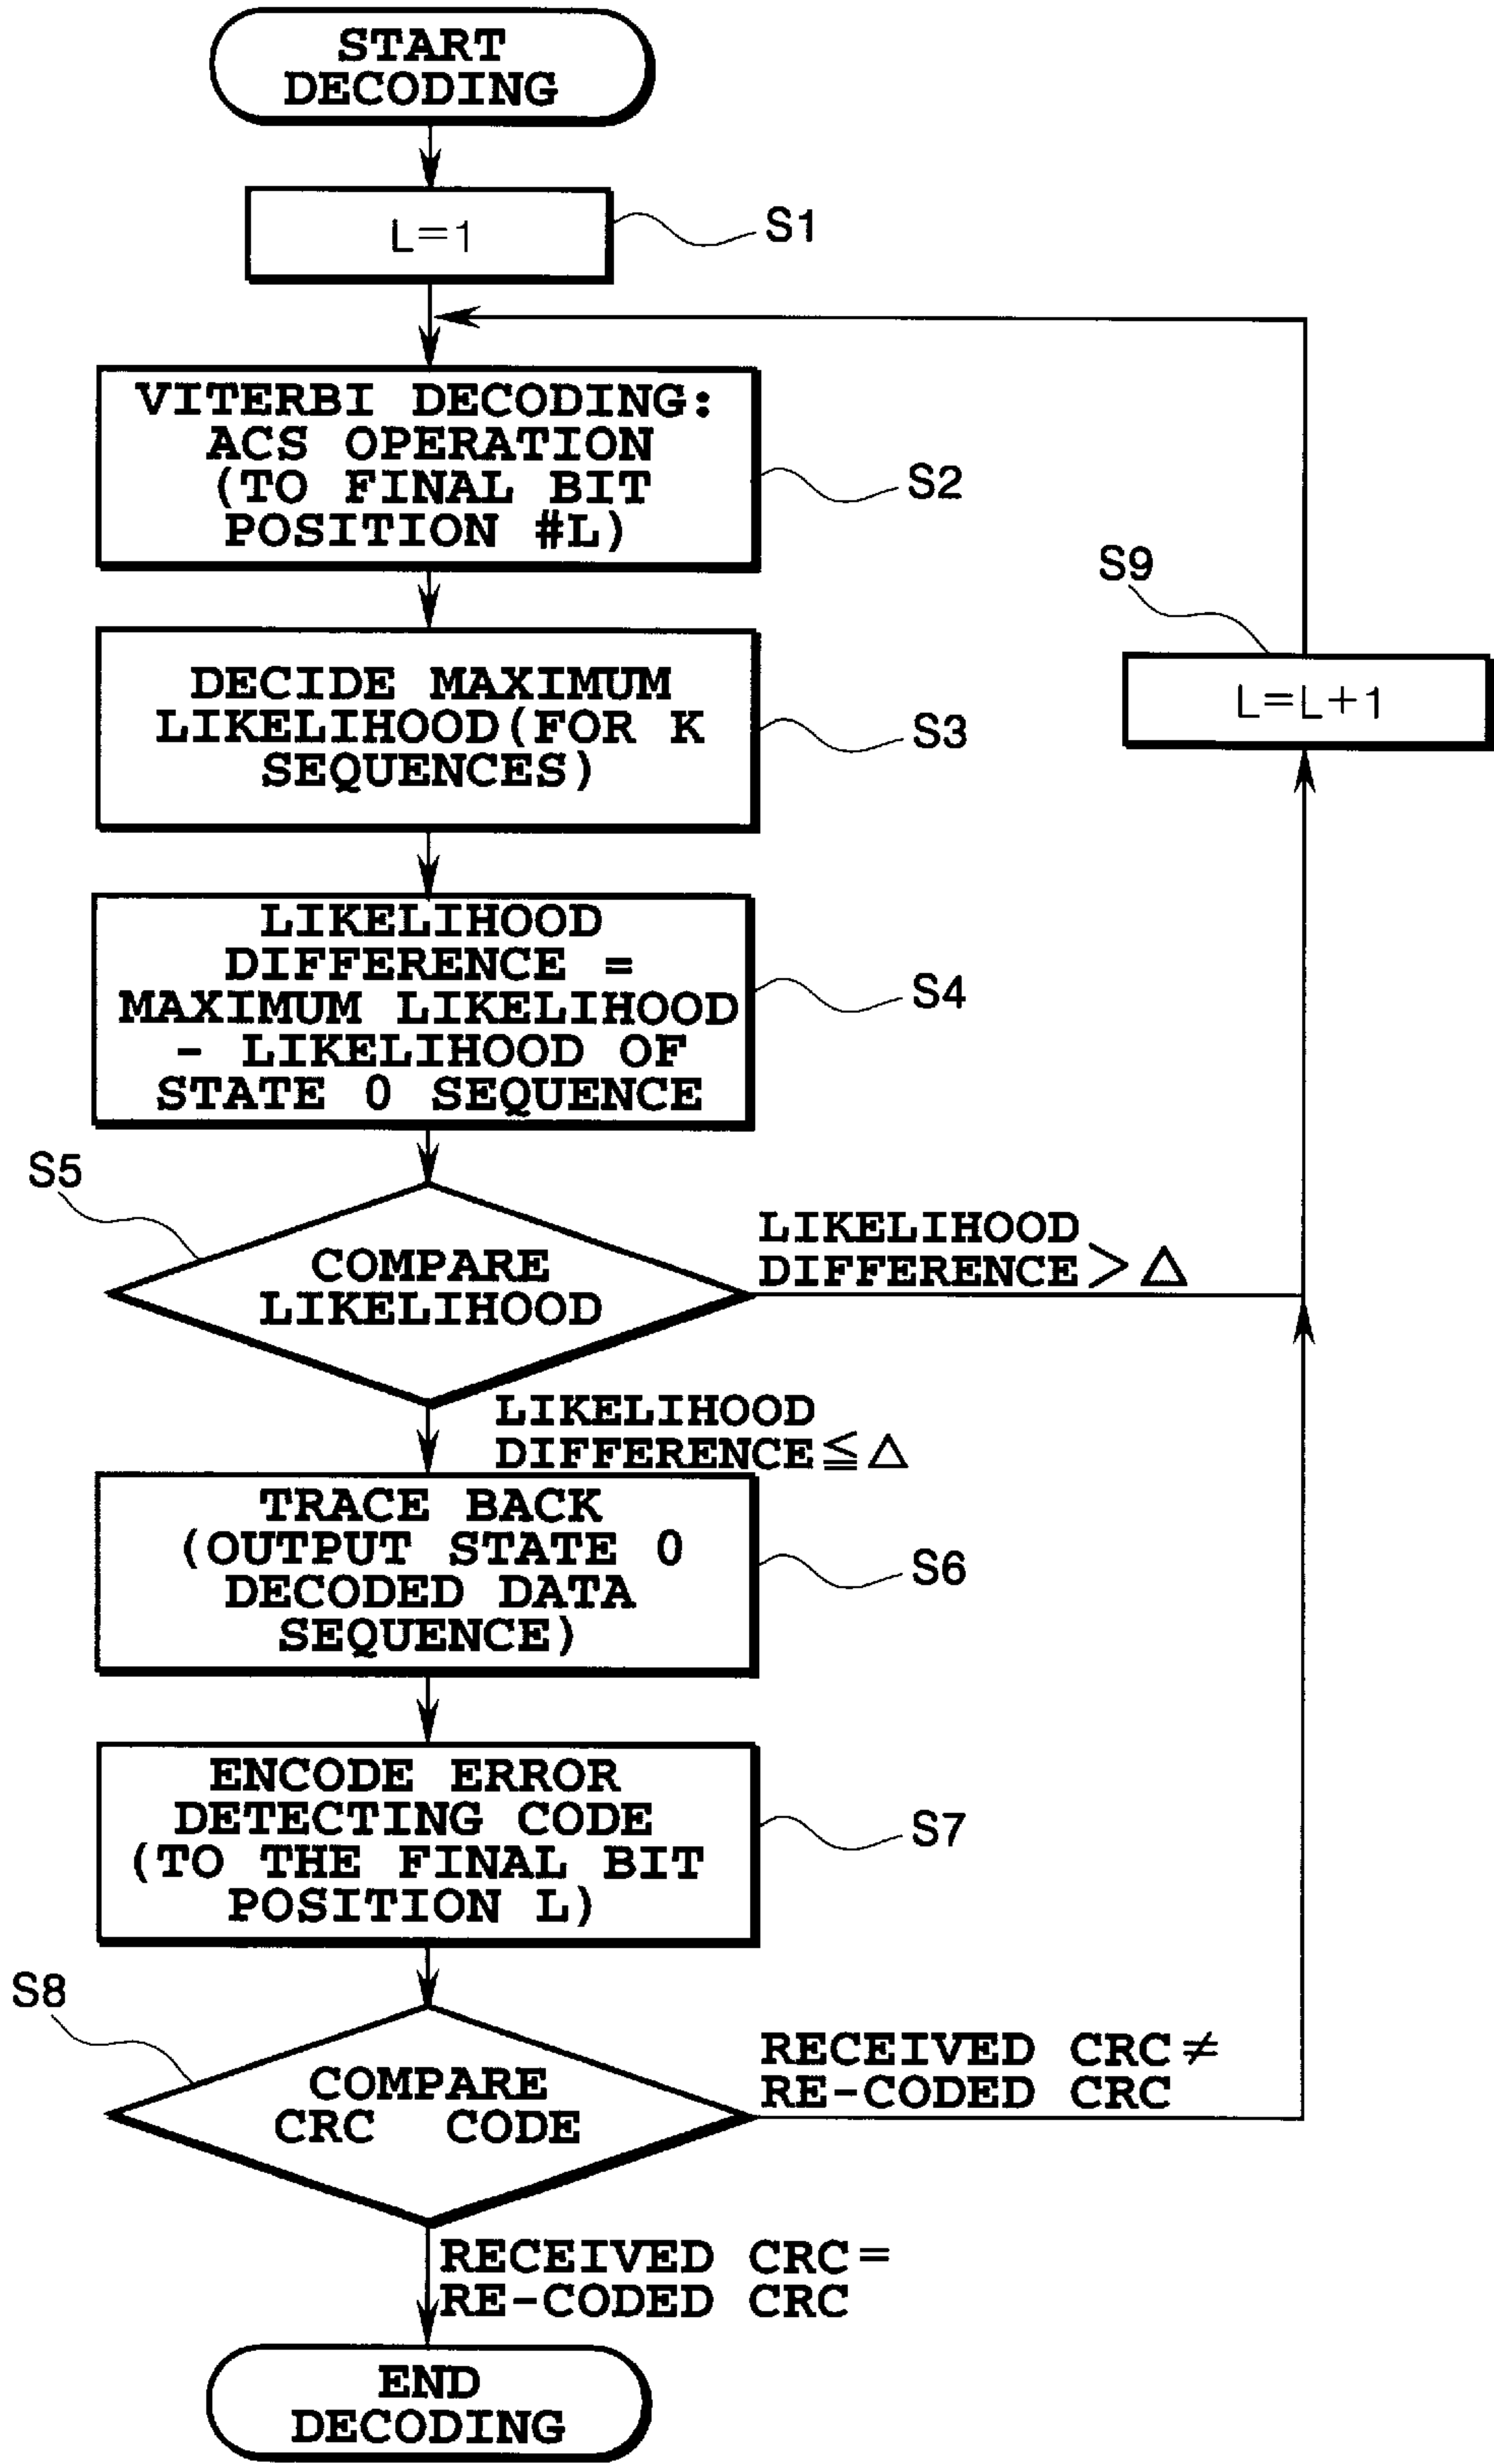 START
DECODING
L=1
S1
VITERBI DECODING:
ACS OPERATION
(TO FINAL BIT
POSITION #L)
S2
S9
L=L+1
DECIDE MAXIMUM
LIKELIHOOD(FOR K
SEQUENCES)
S3
LIKELIHOOD
DIFFERENCE =
MAXIMUM LIKELIHOOD
- LIKELIHOOD OF
STATE 0 SEQUENCE
S4
S5
COMPARE
LIKELIHOOD
LIKELIHOOD
DIFFERENCE > △
LIKELIHOOD
DIFFERENCE ≦ △
TRACE BACK
(OUTPUT STATE 0
DECODED DATA
SEQUENCE)
S6
ENCODE ERROR
DETECTING CODE
(TO THE FINAL BIT
POSITION L)
S7
S8
COMPARE
CRC CODE
RECEIVED CRC ≠
RE-CODED CRC
RECEIVED CRC =
RE-CODED CRC
END
DECODING